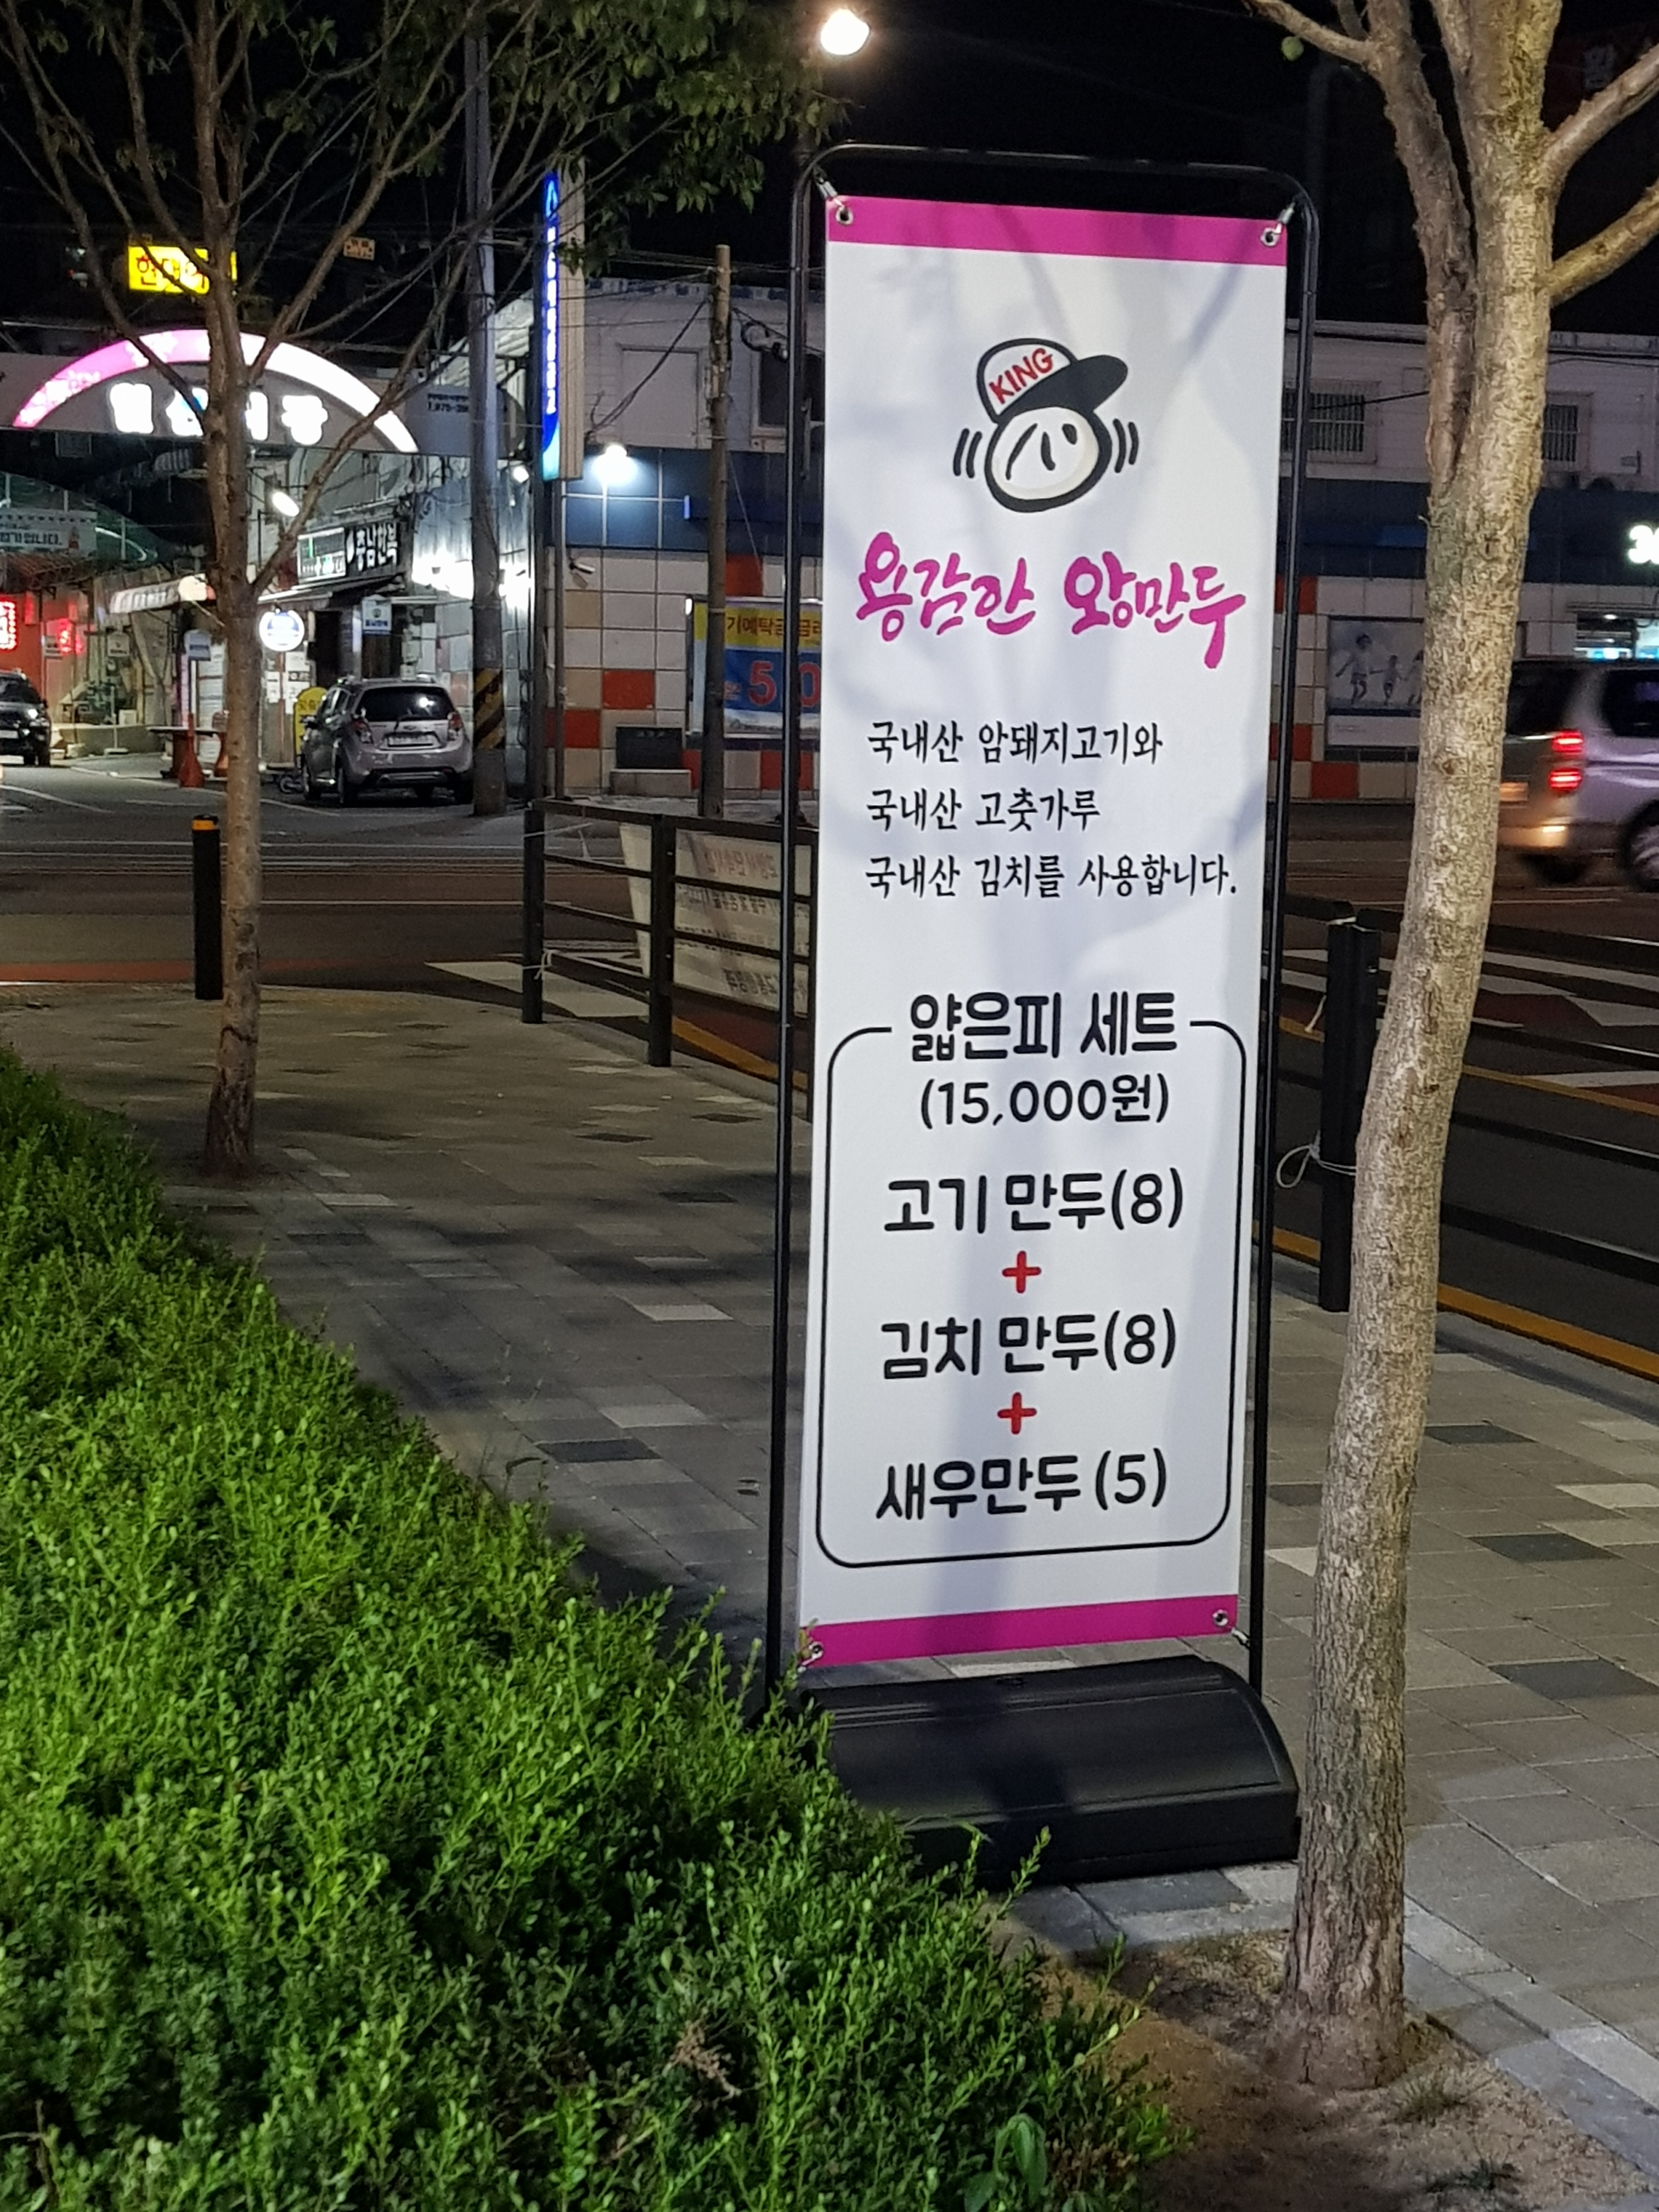 KING
용감한 왕만두
국내산 암돼지고기와
국내산 고춧가루
국내산 김치를 사용합니다.
얇은피 세트
(15,000원)
고기 만두(8)
+
김치 만두(8)
+
새우만두(5)
충남한복
50